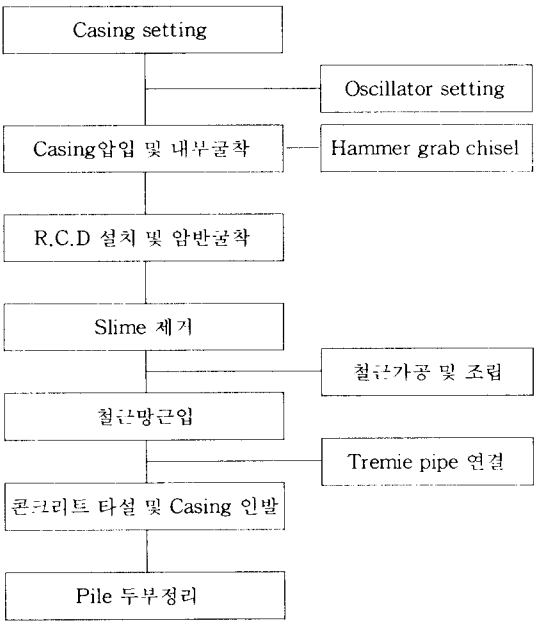 Casing setting
Oscillator setting
Casing압입 및 내부굴착
Hammer grab chisel
R.C.D 설치 및 암반굴착
Slime 제거
철근가공 및 조립
철근망근입
Tremie pipe 연결
콘크리트 타설 및 Casing 인발
Pile 두부정리